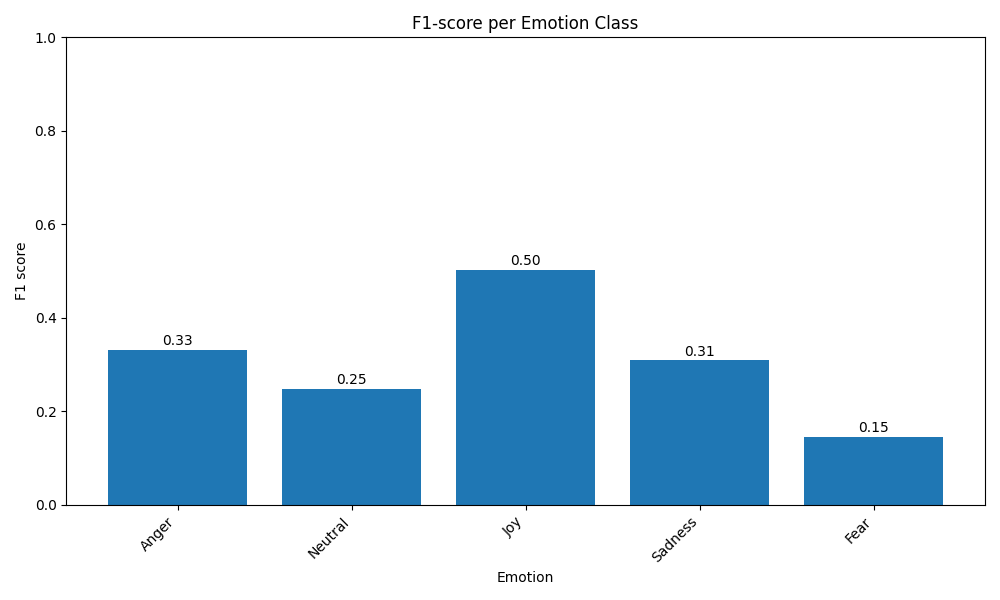 F1-score per Emotion Class
1.0
0.8
0.6
0.4
0.2
0.0
F1 score
0.33
0.25
0.50
0.31
0.15
Anger
Neutral
Joy
Sadness
Fear
Emotion